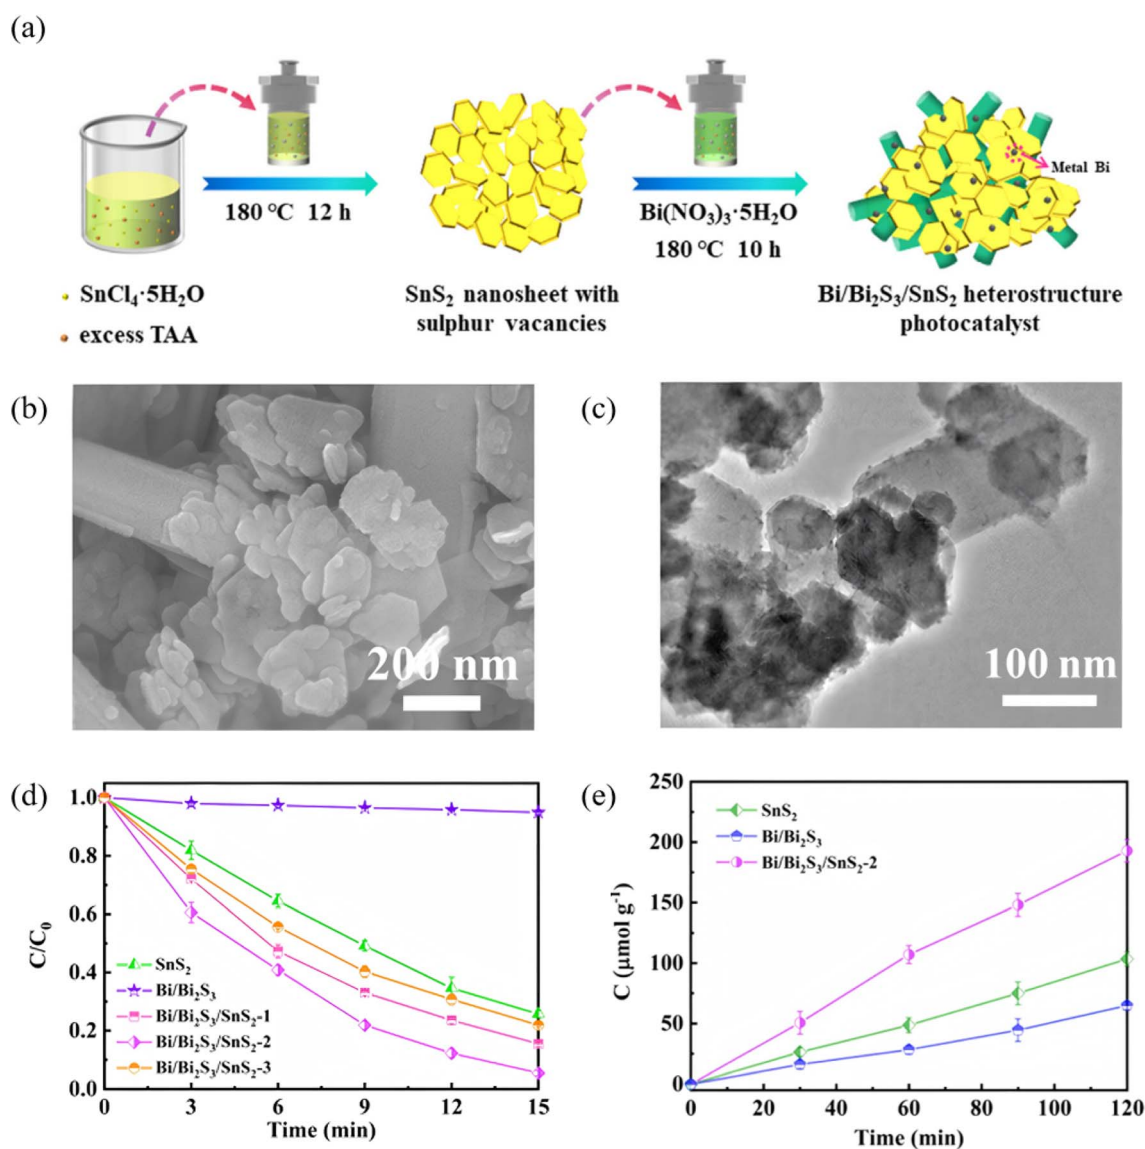 (a)
Metal Bi
180 °C 12 h
Bi(NO₃)₃·5H₂O
180 °C 10 h
SnCl₄·5H₂O
excess TAA
SnS₂ nanosheet with
sulphur vacancies
Bi/Bi₂S₃/SnS₂ heterostructure
photocatalyst
(b)
200 nm
(c)
100 nm
(d)
C/C₀
1.0
0.8
0.6
0.4
0.2
0.0
SnS₂
Bi/Bi₂S₃
Bi/Bi₂S₃/SnS₂-1
Bi/Bi₂S₃/SnS₂-2
Bi/Bi₂S₃/SnS₂-3
0 3 6 9 12 15
Time (min)
(e)
C (μmol g⁻¹)
250
200
150
100
50
0
SnS₂
Bi/Bi₂S₃
Bi/Bi₂S₃/SnS₂-2
0 20 40 60 80 100 120
Time (min)